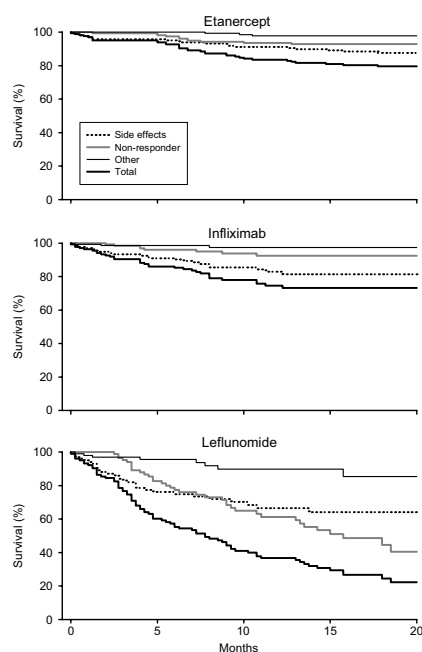 Etanercept
100
80
60
40
20
0
Survival (%)
Side effects
Non-responder
Other
Total
Infliximab
100
80
60
40
20
0
Survival (%)
Leflunomide
100
80
60
40
20
0
Survival (%)
0 5 10 15 20
Months